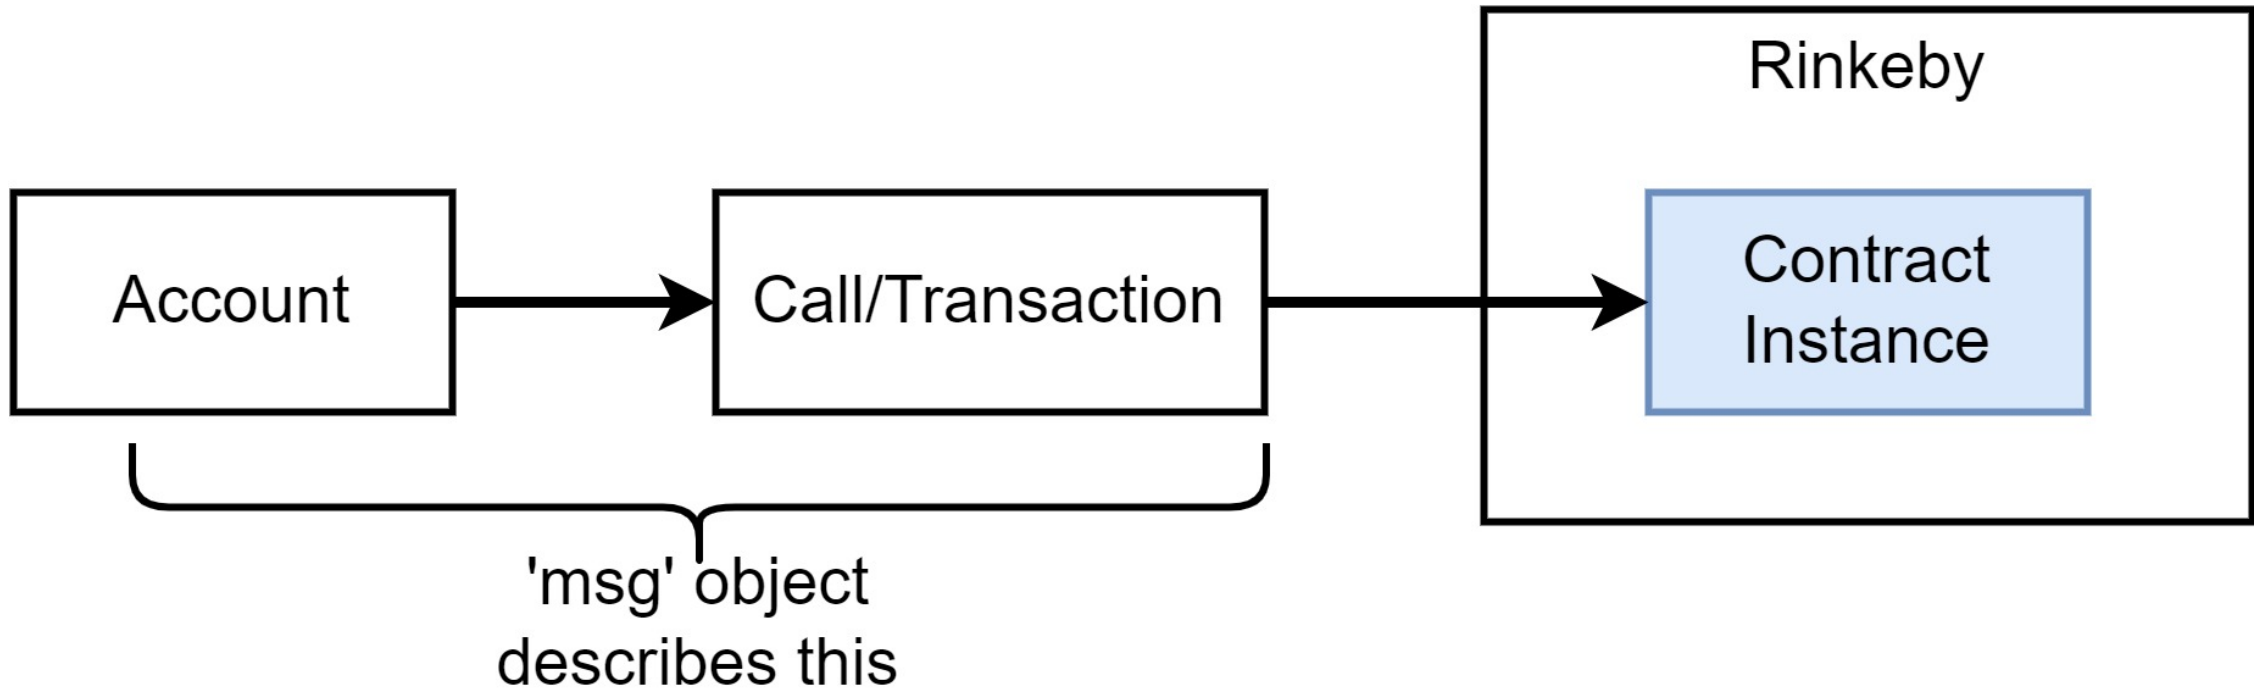 Rinkeby
Account
Call/Transaction
Contract
Instance
'msg' object
describes this